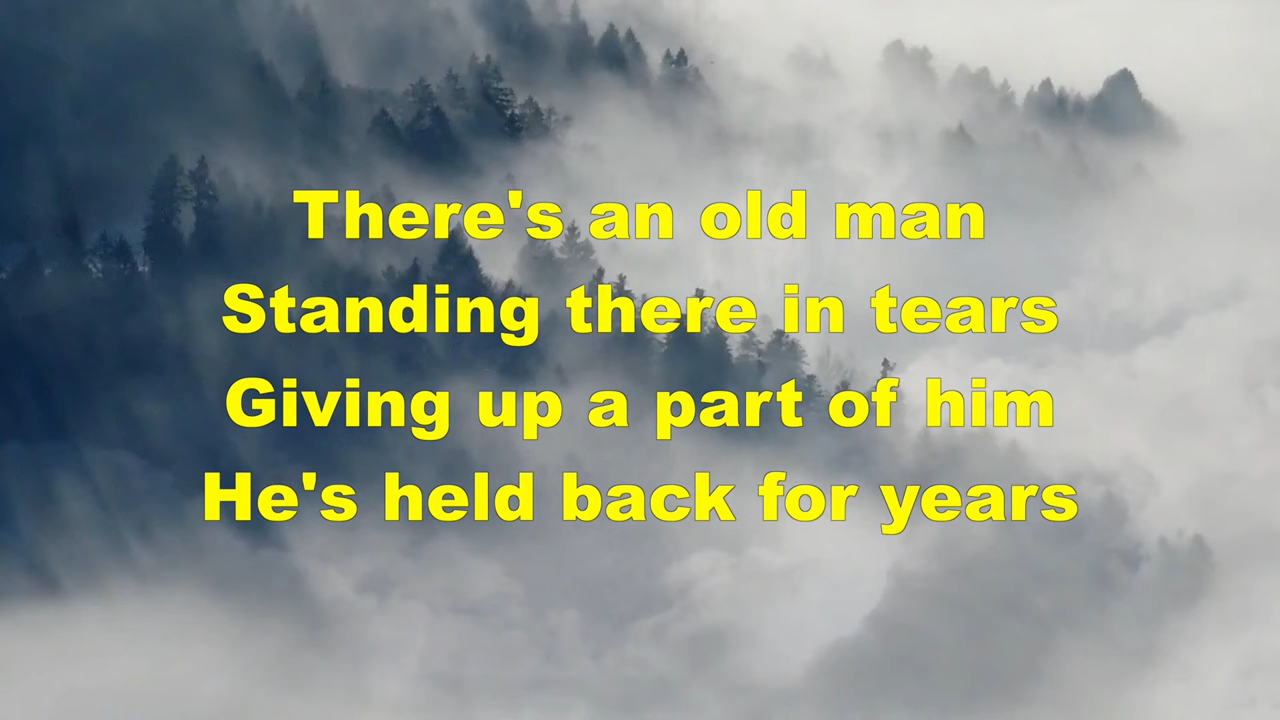 There's an old man
Standing there in tears
Giving up a part of him
He's held back for years